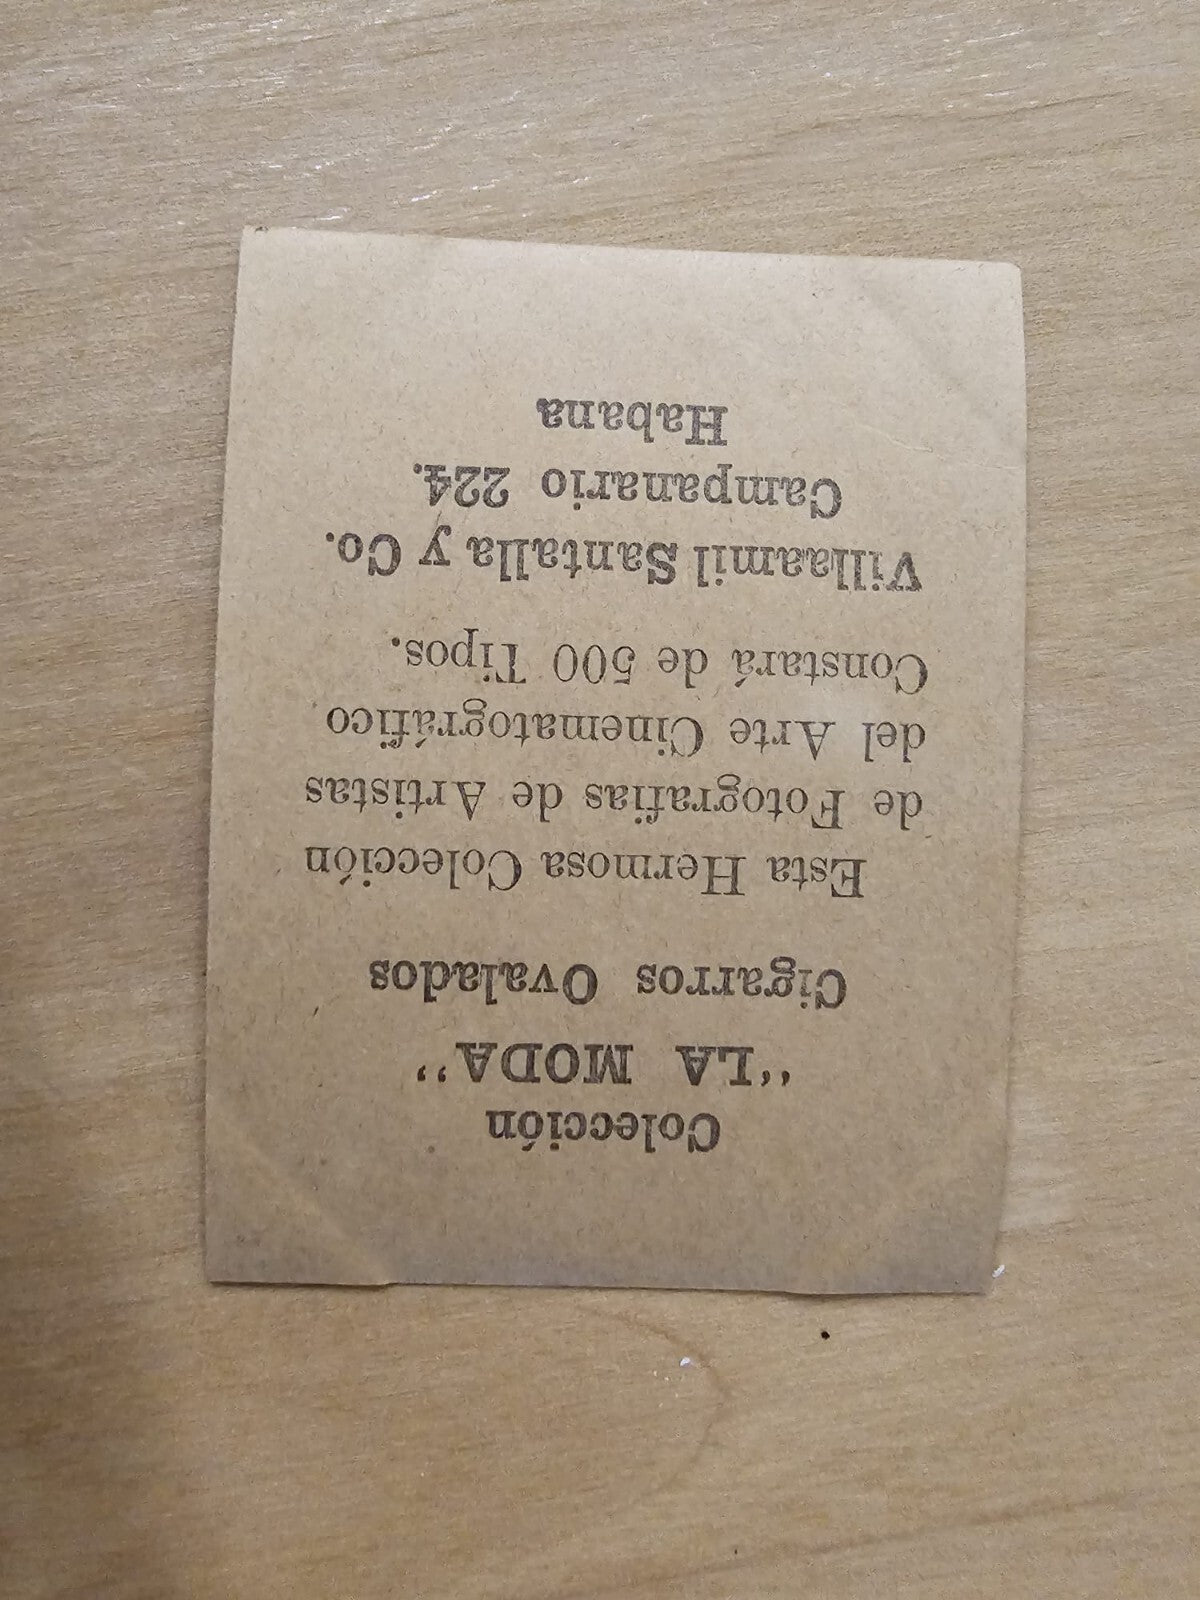 Colección
"LA MODA"
Cigarros Ovalados
Esta Hermosa Colección
de Fotografias de Artistas
del Arte Cinematográfico
Constará de 500 Tipos.
Villaamil Santalla y Co.
Campanario 224.
Habana